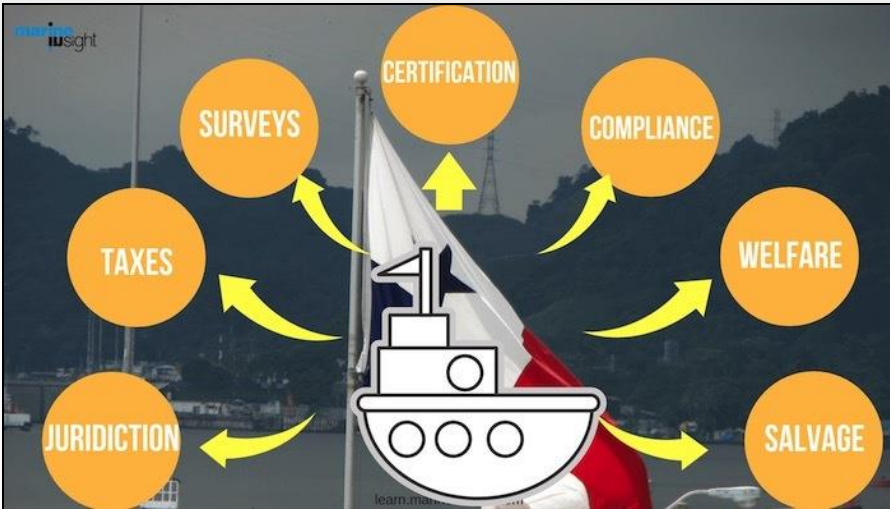 marine
insight
CERTIFICATION
SURVEYS
COMPLIANCE
TAXES
WELFARE
JURIDICTION
SALVAGE